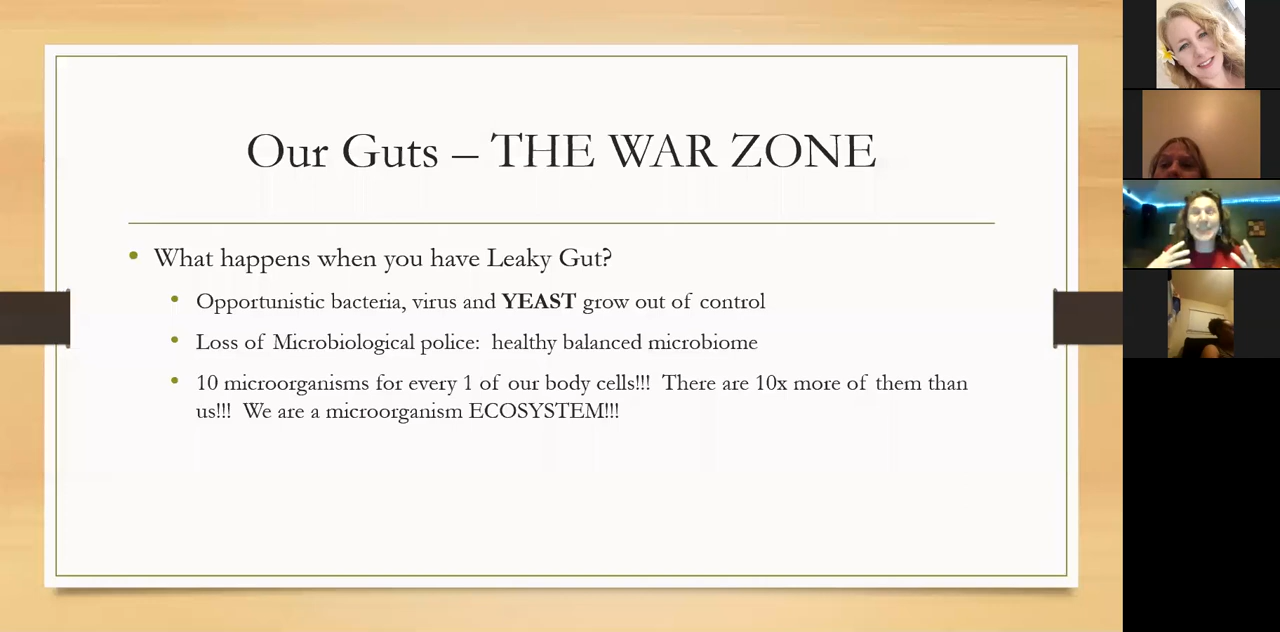 Our Guts – THE WAR ZONE
• What happens when you have Leaky Gut?
• Opportunistic bacteria, virus and YEAST grow out of control
• Loss of Microbiological police:  healthy balanced microbiome
• 10 microorganisms for every 1 of our body cells!!!  There are 10x more of them than
us!!!  We are a microorganism ECOSYSTEM!!!